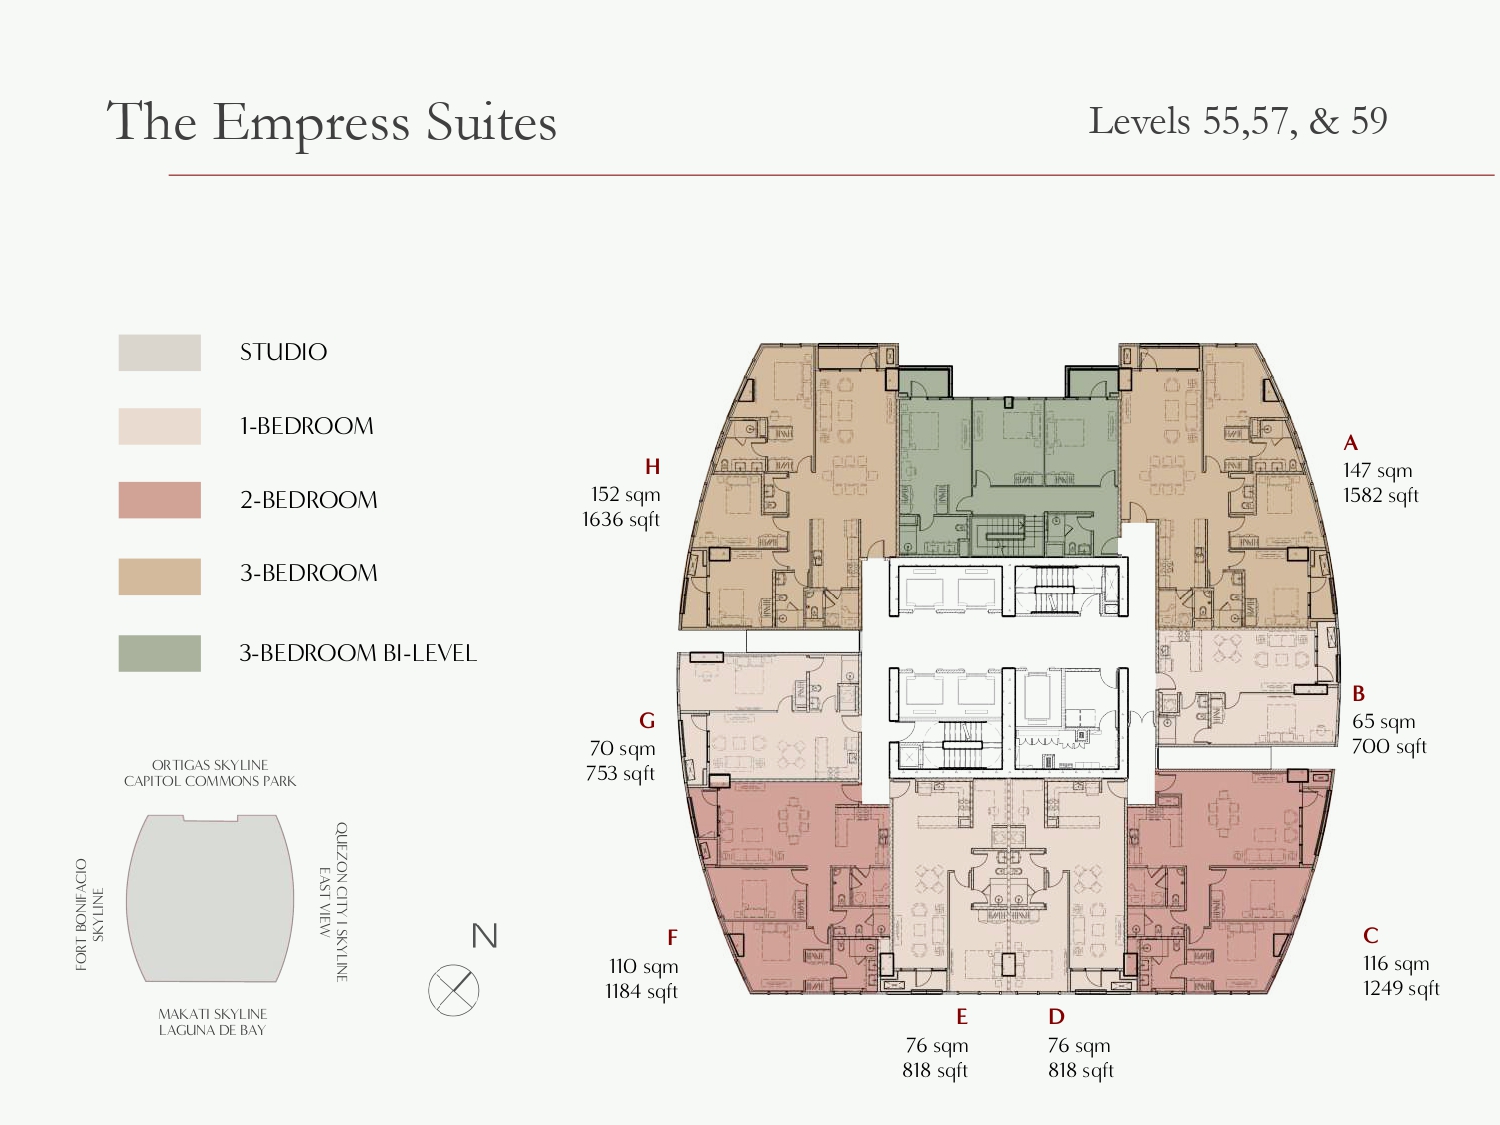 The Empress Suites
Levels 55,57, & 59
STUDIO
1-BEDROOM
2-BEDROOM
3-BEDROOM
3-BEDROOM BI-LEVEL
ORTIGAS SKYLINE
CAPITOL COMMONS PARK
FORT BONIFACIO
SKYLINE
QUEZON CITY I SKYLINE
EAST VIEW
MAKATI SKYLINE
LAGUNA DE BAY
N
H
152 sqm
1636 sqft
A
147 sqm
1582 sqft
G
70 sqm
753 sqft
B
65 sqm
700 sqft
F
110 sqm
1184 sqft
C
116 sqm
1249 sqft
E
76 sqm
818 sqft
D
76 sqm
818 sqft